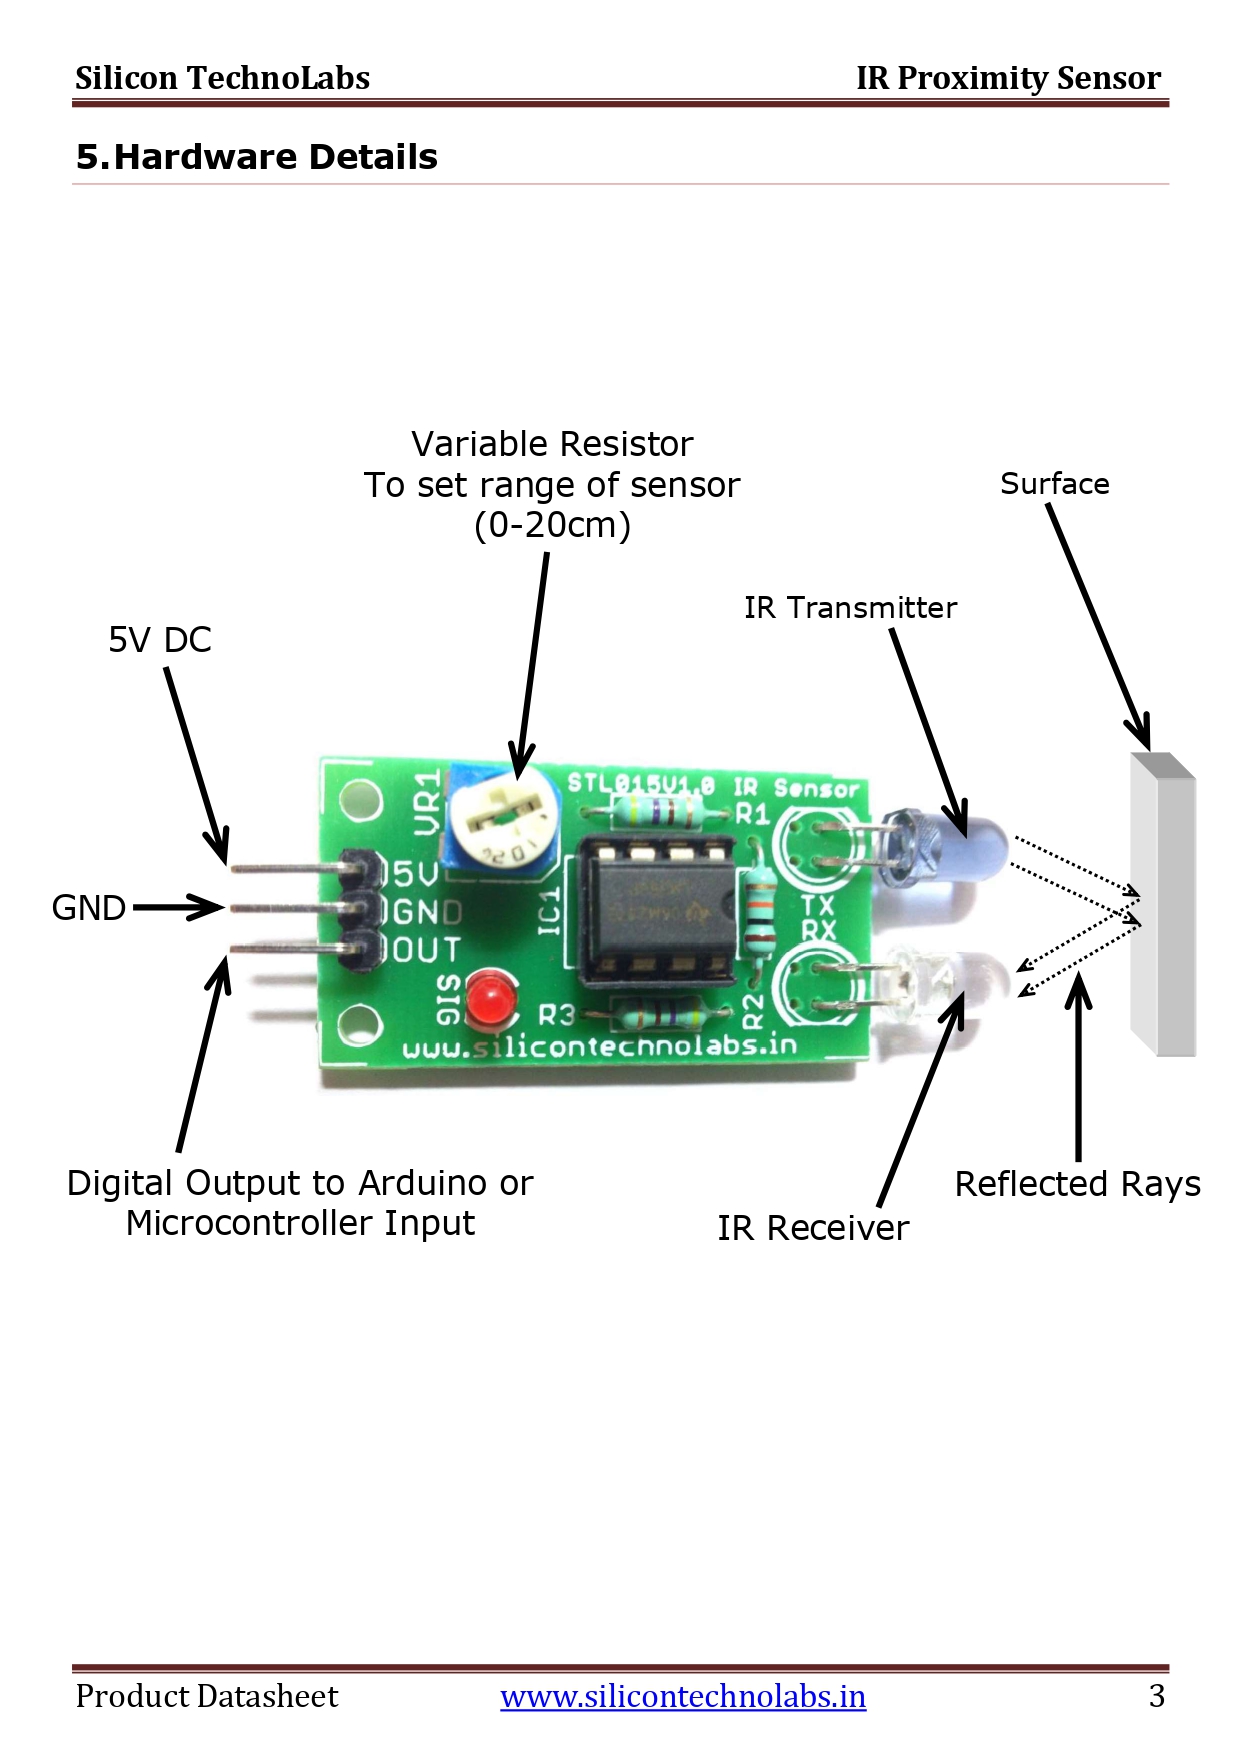 Silicon TechnoLabs IR Proximity Sensor
5.Hardware Details
Variable Resistor
To set range of sensor
(0-20cm)
Surface
IR Transmitter
5V DC
GND
VR1
STL015V1.0 IR Sensor
R1
5V
GND
OUT
IC1
TX
RX
SIG
R3
R2
www.silicontechnolabs.in
Digital Output to Arduino or
Microcontroller Input
IR Receiver
Reflected Rays
Product Datasheet www.silicontechnolabs.in 3